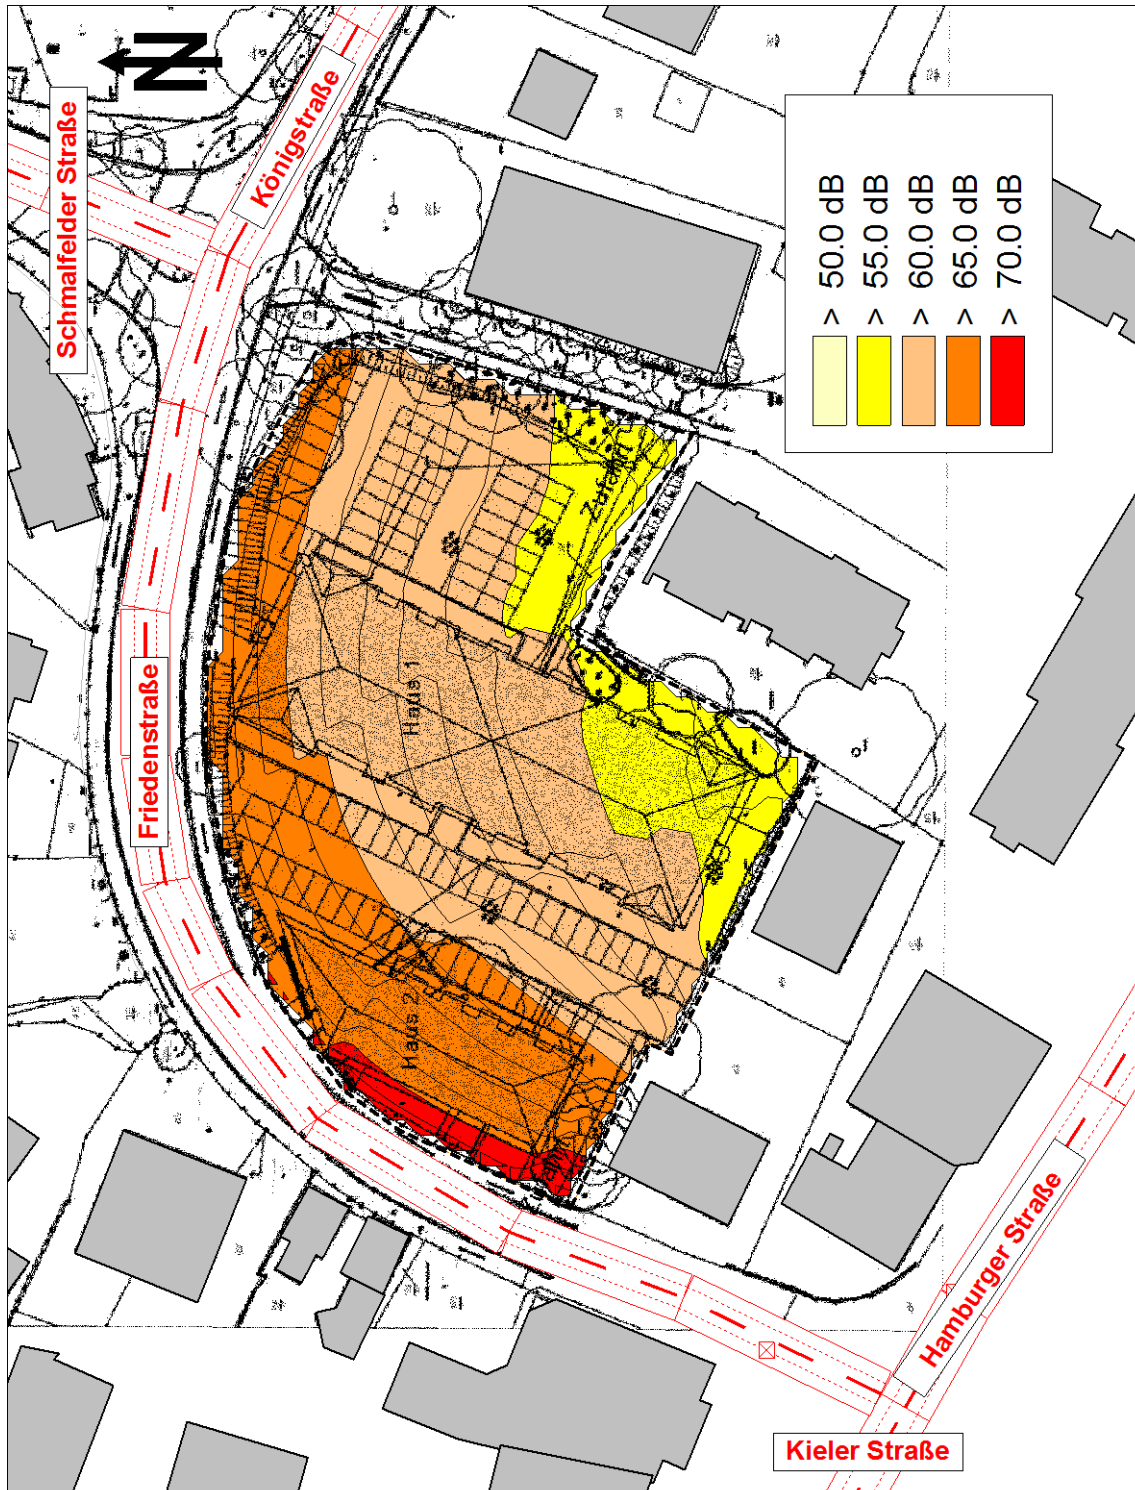 N
Schmalfelder Straße
Königstraße
Friedenstraße
> 50.0 dB
> 55.0 dB
> 60.0 dB
> 65.0 dB
> 70.0 dB
Zufahrt
Haus 1
Haus 2
Hamburger Straße
Kieler Straße